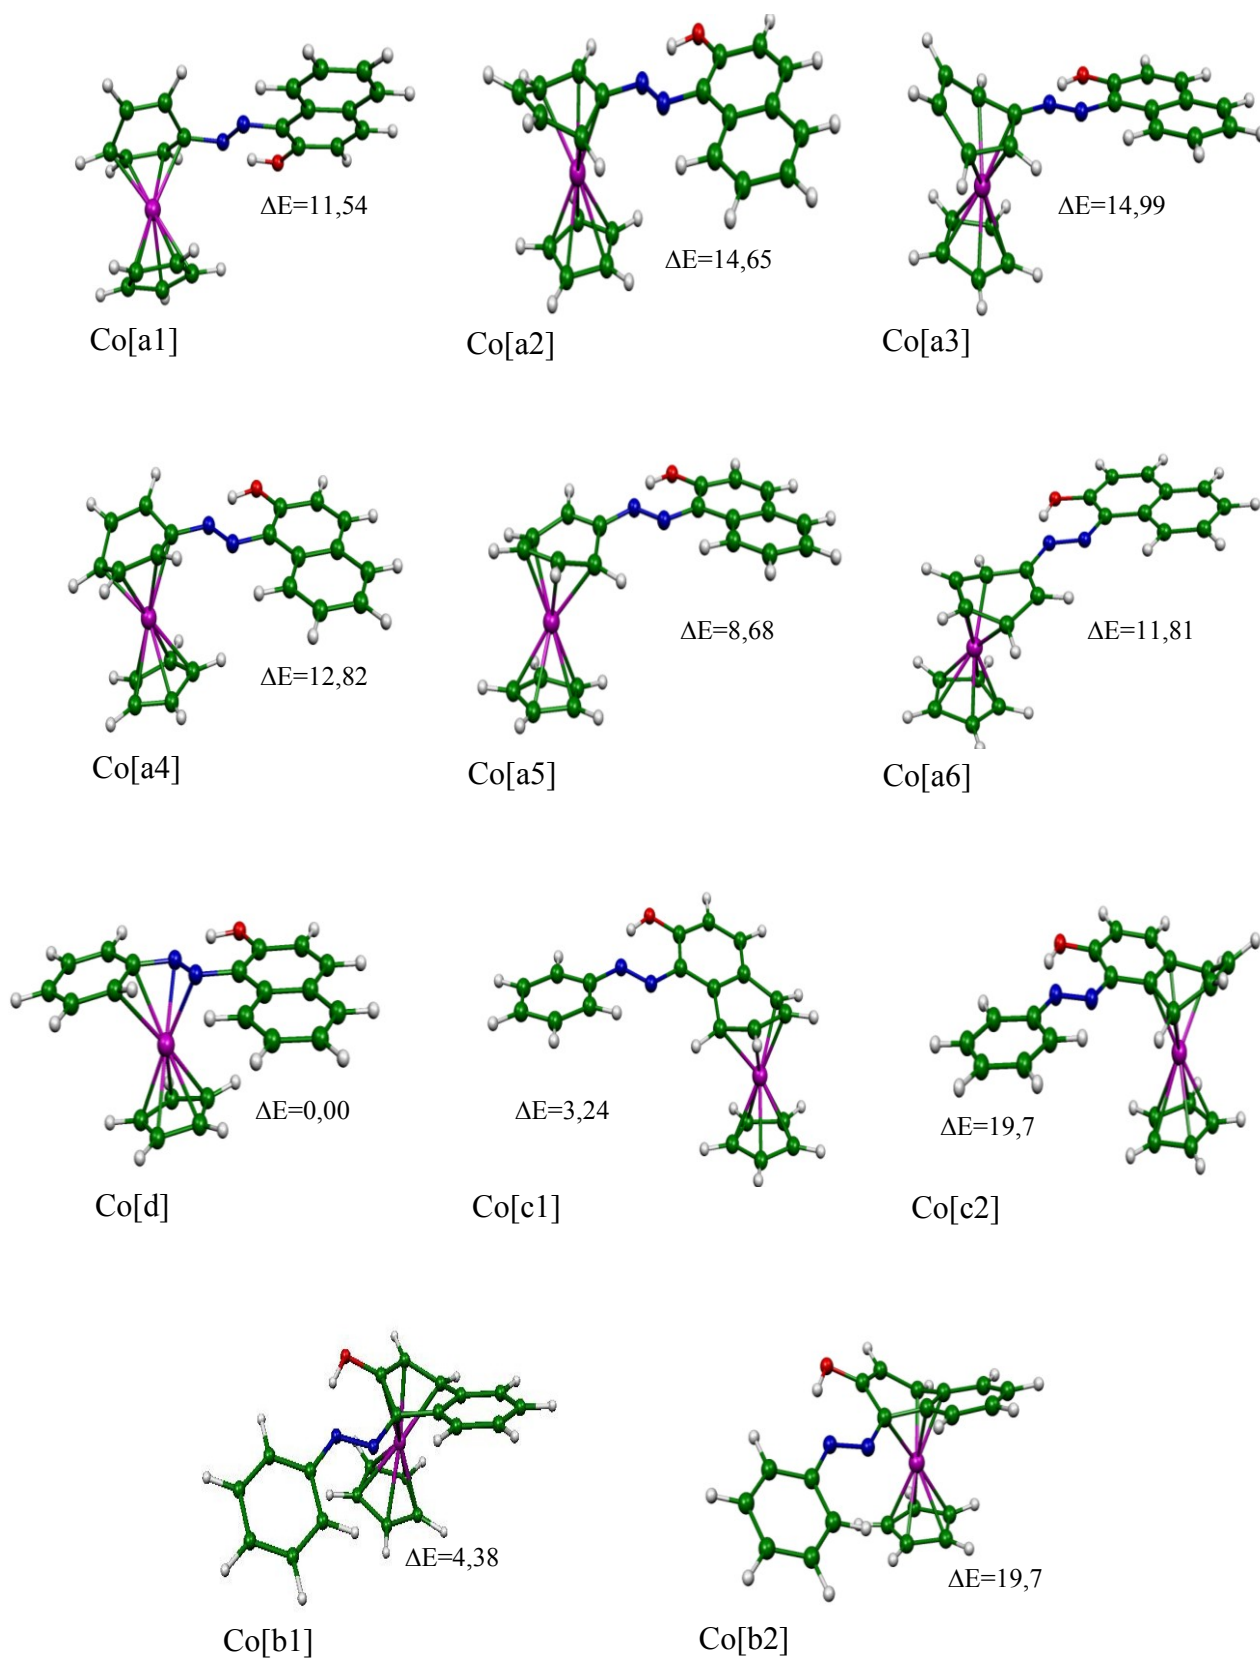 ΔE=11,54
ΔE=14,65
ΔE=14,99
Co[a1]
Co[a2]
Co[a3]
ΔE=12,82
ΔE=8,68
ΔE=11,81
Co[a4]
Co[a5]
Co[a6]
ΔE=0,00
ΔE=3,24
ΔE=19,7
Co[d]
Co[c1]
Co[c2]
ΔE=4,38
ΔE=19,7
Co[b1]
Co[b2]